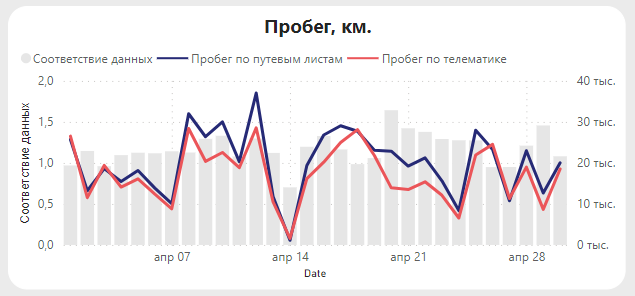 Пробег, км.
Соответствие данных Пробег по путевым листам Пробег по телематике
2,0 40 тыс.
1,5 30 тыс.
1,0 20 тыс.
0,5 10 тыс.
0,0 0 тыс.
Соответствие данных
апр 07 апр 14 апр 21 апр 28
Date